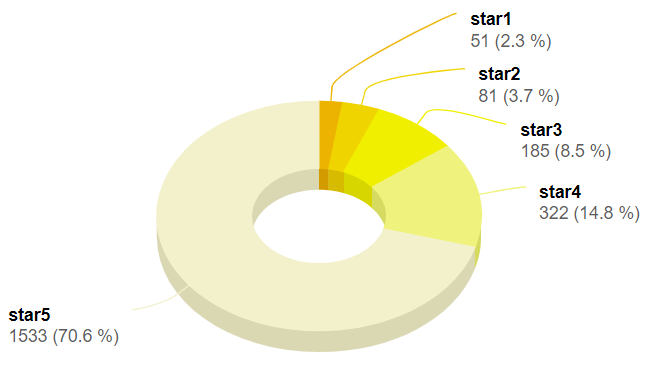 star1
51 (2.3 %)
star2
81 (3.7 %)
star3
185 (8.5 %)
star4
322 (14.8 %)
star5
1533 (70.6 %)